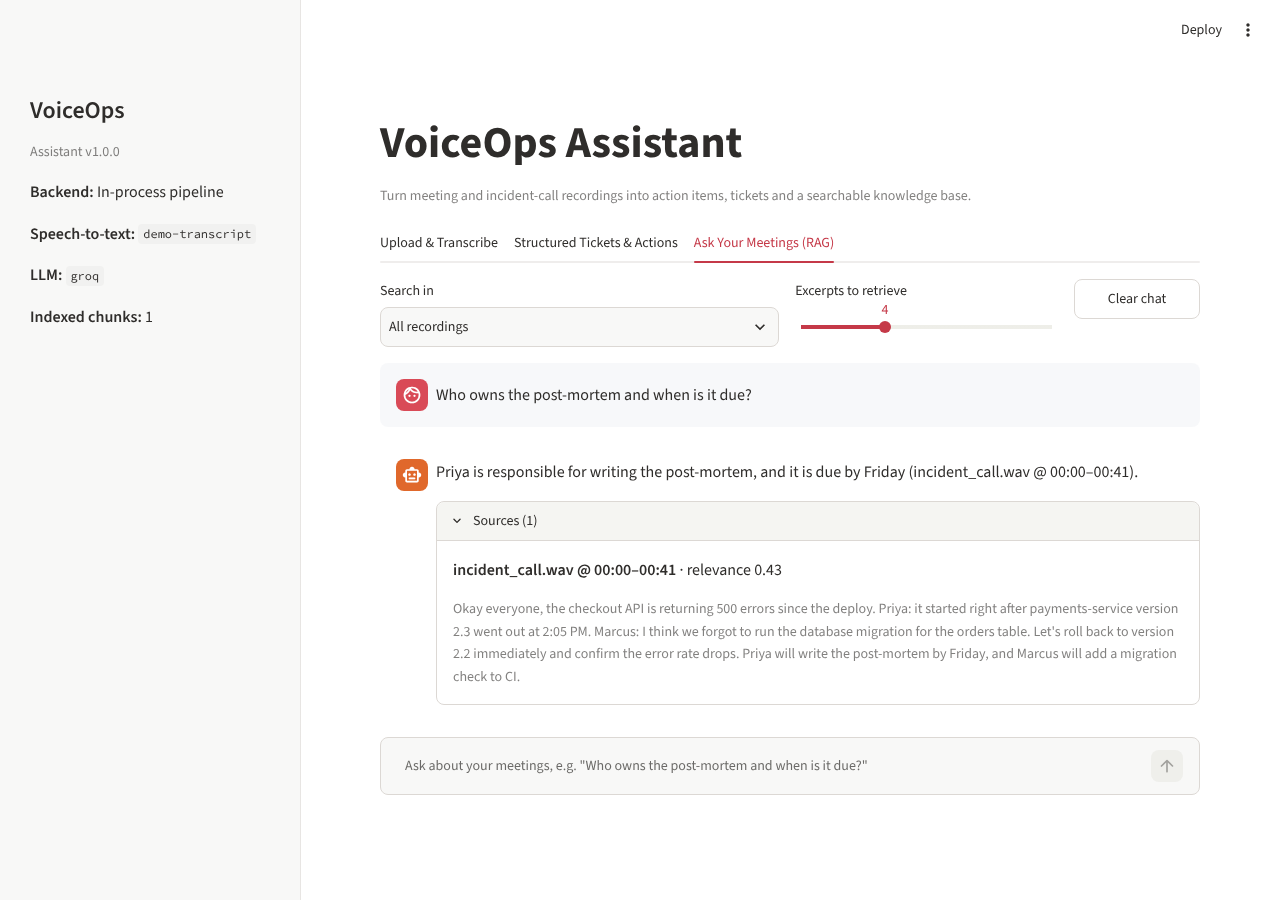 Deploy
VoiceOps
Assistant v1.0.0
Backend: In-process pipeline
Speech-to-text: demo-transcript
LLM: groq
Indexed chunks: 1
VoiceOps Assistant
Turn meeting and incident-call recordings into action items, tickets and a searchable knowledge base.
Upload & Transcribe Structured Tickets & Actions Ask Your Meetings (RAG)
Search in
All recordings
Excerpts to retrieve
4
Clear chat
Who owns the post-mortem and when is it due?
Priya is responsible for writing the post-mortem, and it is due by Friday (incident_call.wav @ 00:00–00:41).
Sources (1)
incident_call.wav @ 00:00–00:41 · relevance 0.43
Okay everyone, the checkout API is returning 500 errors since the deploy. Priya: it started right after payments-service version
2.3 went out at 2:05 PM. Marcus: I think we forgot to run the database migration for the orders table. Let's roll back to version
2.2 immediately and confirm the error rate drops. Priya will write the post-mortem by Friday, and Marcus will add a migration
check to CI.
Ask about your meetings, e.g. "Who owns the post-mortem and when is it due?"